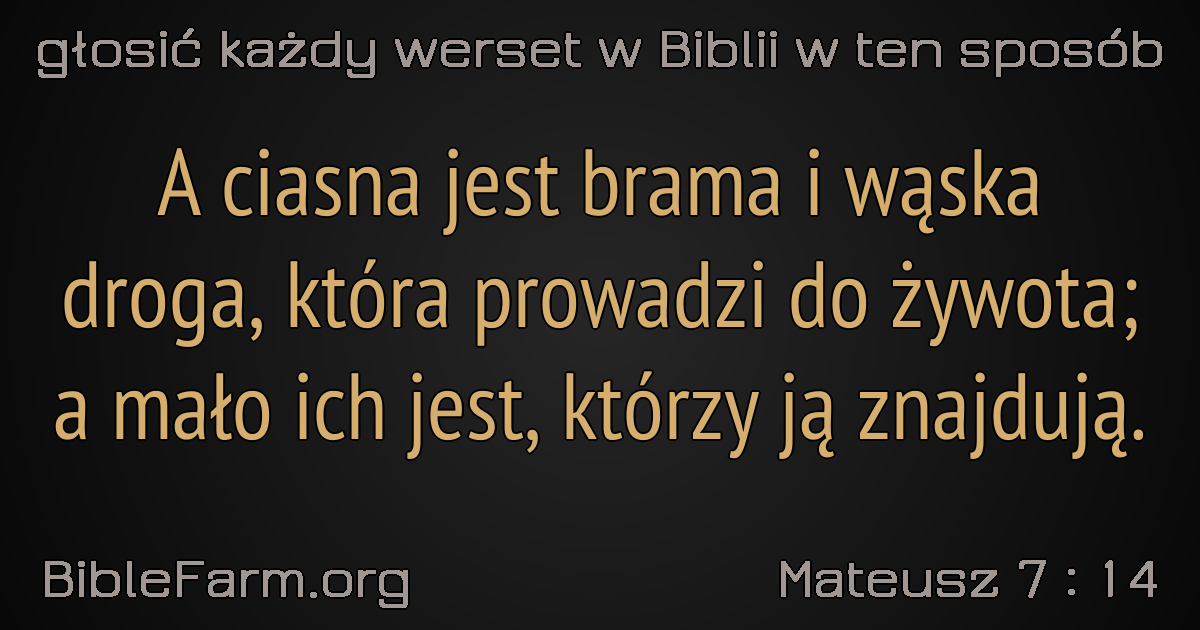 głosić każdy werset w Biblii w ten sposób
A ciasna jest brama i wąska
droga, która prowadzi do żywota;
a mało ich jest, którzy ją znajdują.
BibleFarm.org
Mateusz 7 : 14